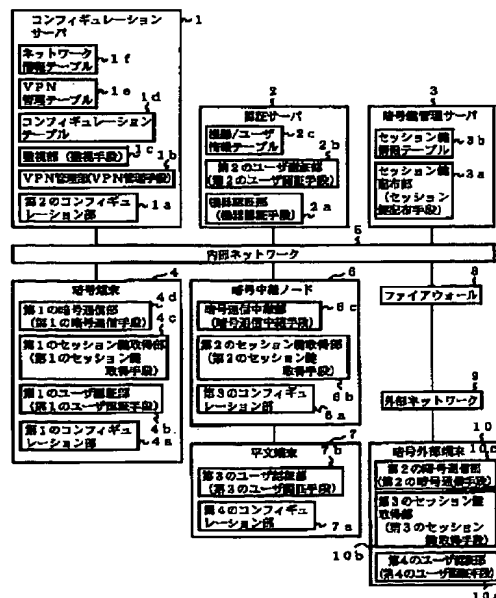 コンフィギュレーション
サーバ
1
ネットワーク
情報テーブル
1f
VPN
管理テーブル
1e
1d
コンフィギュレーション
テーブル
1c
監視部(監視手段)
1b
VPN管理部(VPN管理手段)
第2のコンフィギュ
レーション部
1a
2
認証サーバ
機器/ユーザ
情報テーブル
2c
2b
第2のユーザ認証部
(第2のユーザ認証手段)
機器認証部
(機器認証手段)
2a
3
暗号鍵管理サーバ
セッション鍵
情報テーブル
3b
セッション鍵
配布部
(セッション
鍵配布手段)
3a
5
内部ネットワーク
4
暗号端末
4d
第1の暗号通信部
(第1の暗号通信手段)
4c
第1のセッション鍵取得部
(第1のセッション鍵
取得手段)
第1のユーザ認証部
(第1のユーザ認証手段)
4b
第1のコンフィギュ
レーション部
4a
6
暗号中継ノード
暗号通信中継部
(暗号通信中継手段)
6c
第2のセッション鍵取得部
(第2のセッション鍵
取得手段)
6b
第3のコンフィギュ
レーション部
6a
7
平文端末
7b
第3のユーザ認証部
(第3のユーザ認証手段)
第4のコンフィギュ
レーション部
7a
8
ファイアウォール
9
外部ネットワーク
10
暗号外部端末
10c
第2の暗号通信部
(第2の暗号通信手段)
第3のセッション鍵
取得部
(第3のセッション
鍵取得手段)
10b
第4のユーザ認証部
(第4のユーザ認証手段)
10a